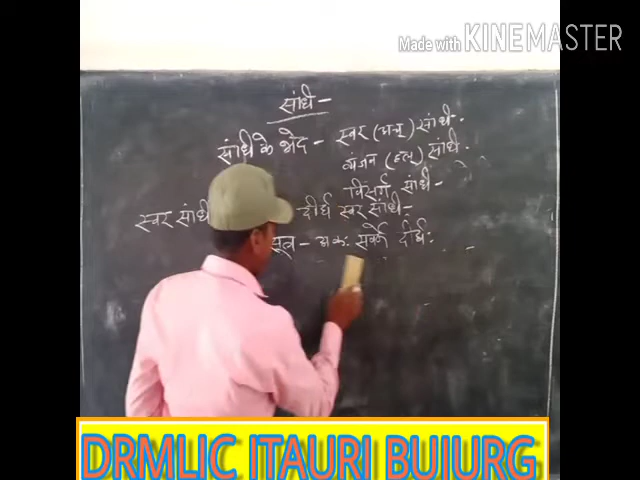 Made with KINEMASTER
संधि -
संधि के भेद - स्वर (अच्) संधि.
व्यंजन (हल्) संधि.
विसर्ग संधि -
स्वर संधि दीर्घ स्वर संधि -
सूत्र - अकः सवर्णे दीर्घः
DRMLIC ITAURI BUJURG